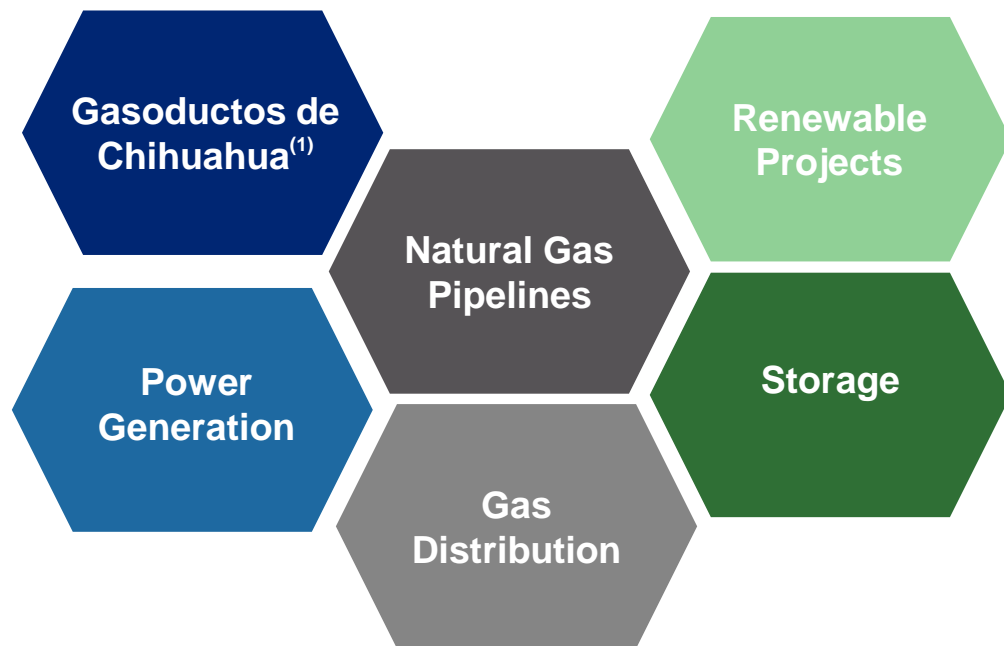 Gasoductos de
Chihuahua(1)
Renewable
Projects
Natural Gas
Pipelines
Power
Generation
Storage
Gas
Distribution